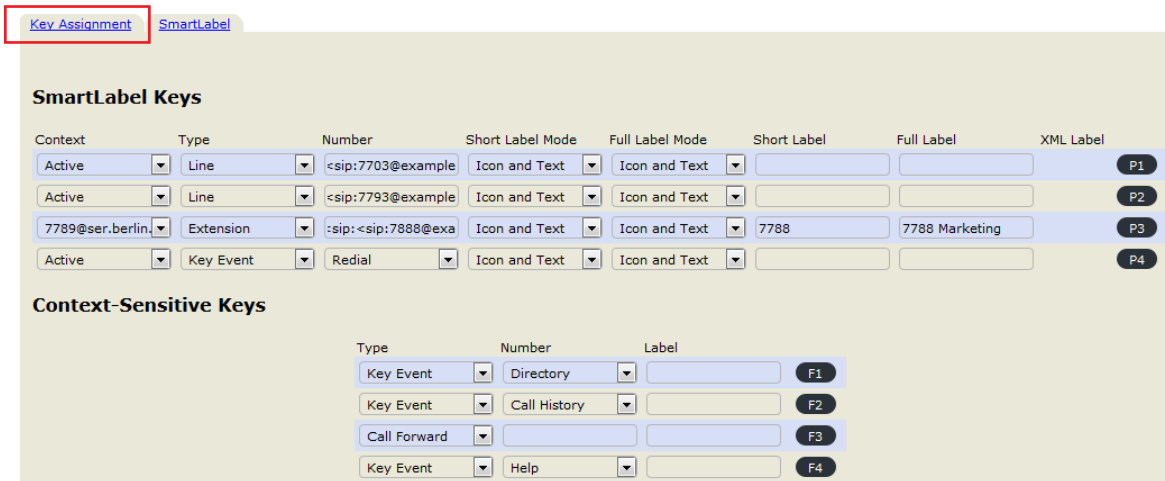 Key Assignment SmartLabel
SmartLabel Keys
Context Type Number Short Label Mode Full Label Mode Short Label Full Label XML Label
Active Line <sip:7703@example Icon and Text Icon and Text P1
Active Line <sip:7793@example Icon and Text Icon and Text P2
7789@ser.berlin. Extension :sip:<sip:7888@exa Icon and Text Icon and Text 7788 7788 Marketing P3
Active Key Event Redial Icon and Text Icon and Text P4
Context-Sensitive Keys
Type Number Label
Key Event Directory F1
Key Event Call History F2
Call Forward F3
Key Event Help F4